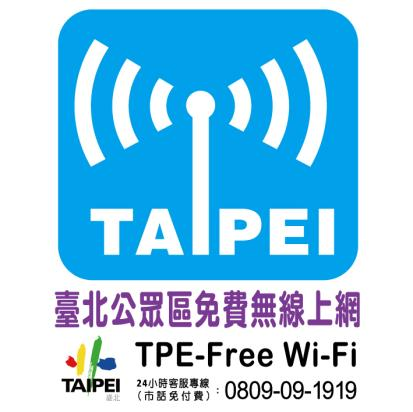 TAIPEI
臺北公眾區免費無線上網
TPE-Free Wi-Fi
TAIPEI
臺北
24小時客服專線
(市話免付費)
: 0809-09-1919